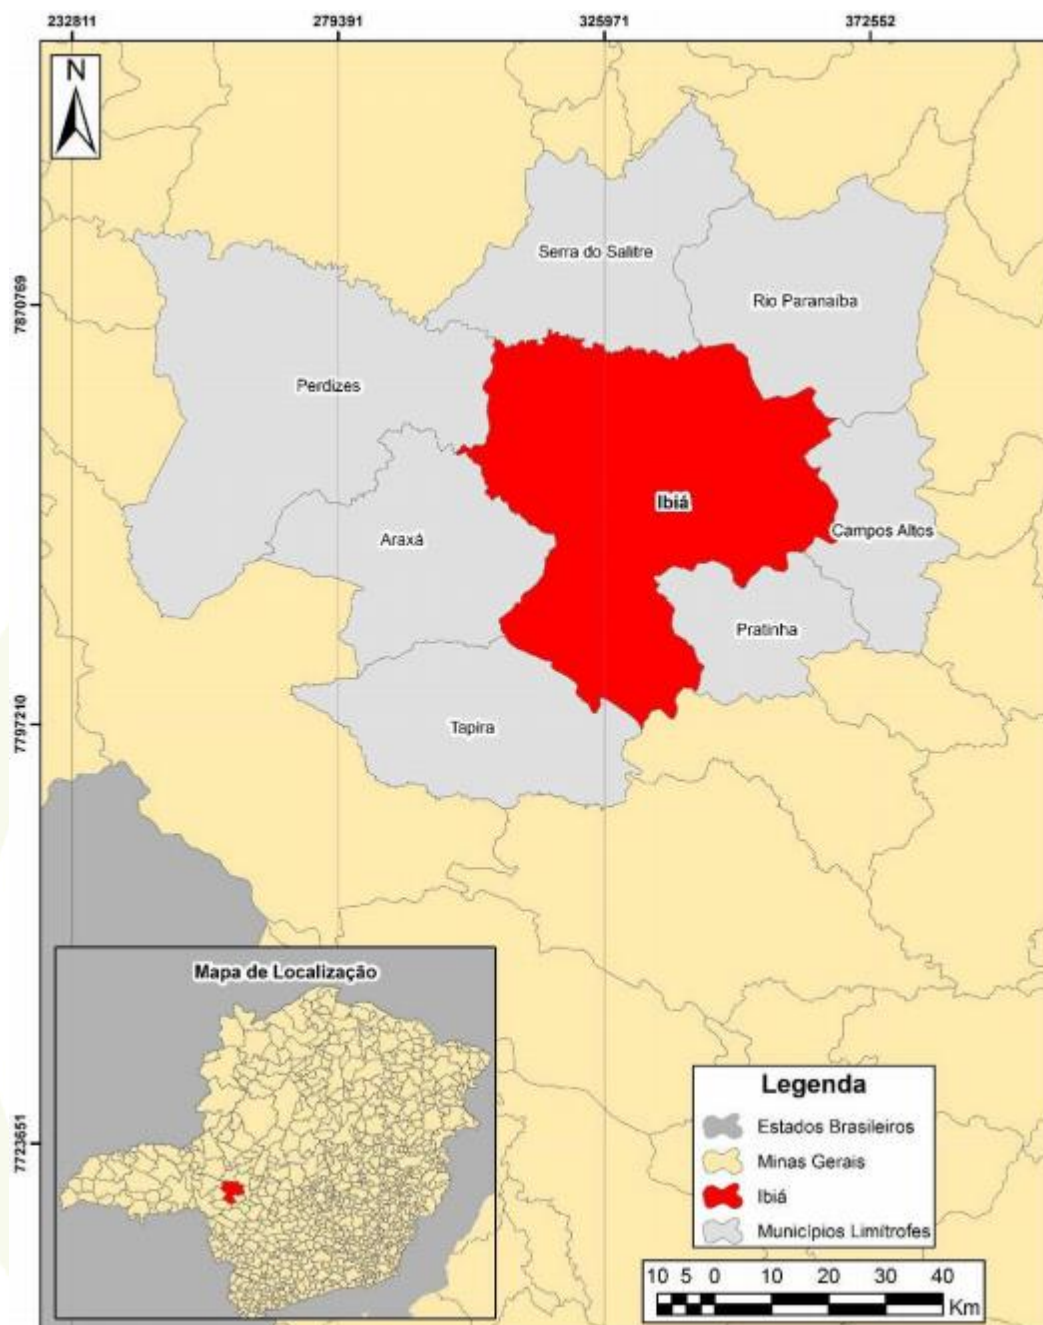 232811
279391
325971
372552
N
Serra do Salitre
7870769
Rio Paranaíba
Perdizes
Ibiá
Campos Altos
Araxá
Pratinha
7797210
Tapira
Mapa de Localização
Legenda
Estados Brasileiros
Minas Gerais
7723651
Ibiá
Municípios Limítrofes
10 5 0 10 20 30 40
Km